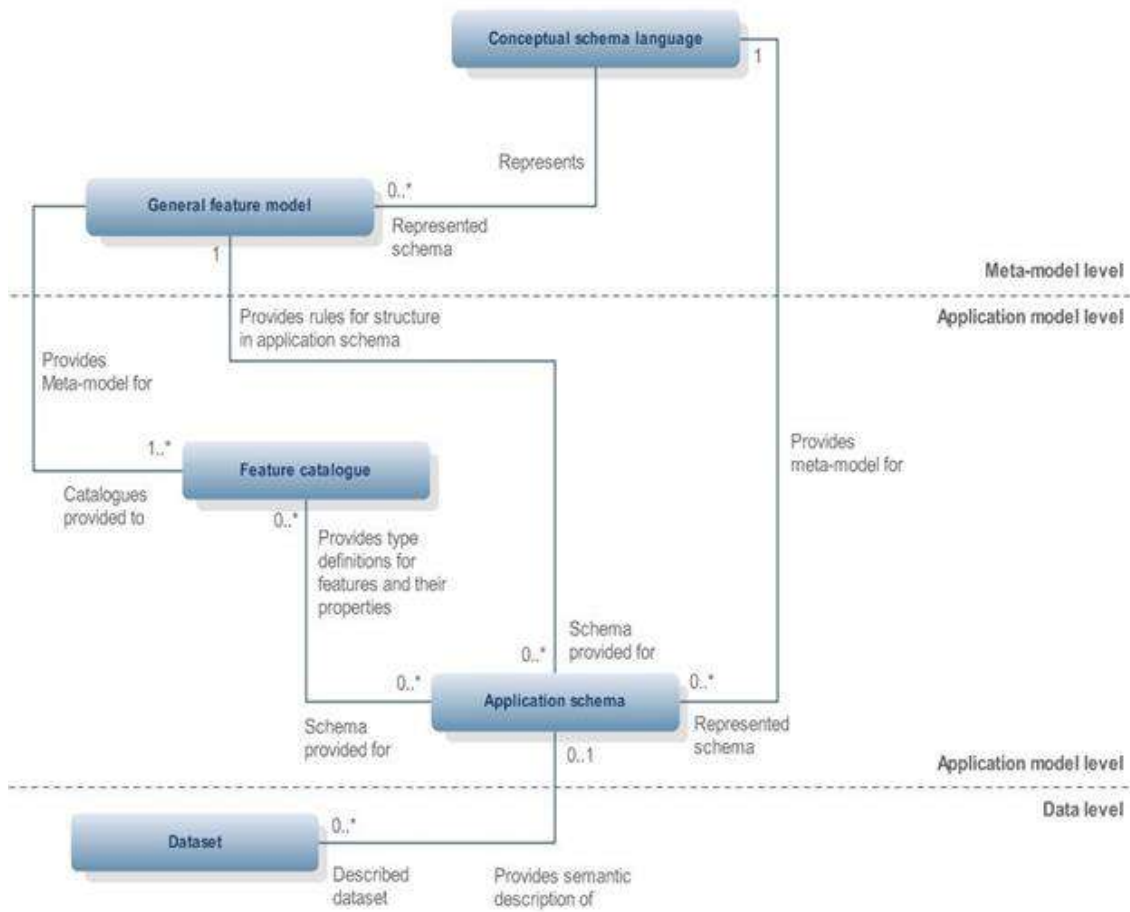 Conceptual schema language
1
Represents
General feature model
0..*
Represented
schema
1
Meta-model level
Application model level
Provides rules for structure
in application schema
Provides
Meta-model for
Provides
meta-model for
1..*
Feature catalogue
Catalogues
provided to
0..*
Provides type
definitions for
features and their
properties
Schema
provided for
0..*
0..*
Application schema
0..*
Schema
provided for
Represented
schema
0..1
Application model level
Data level
Dataset
0..*
Described
dataset
Provides semantic
description of